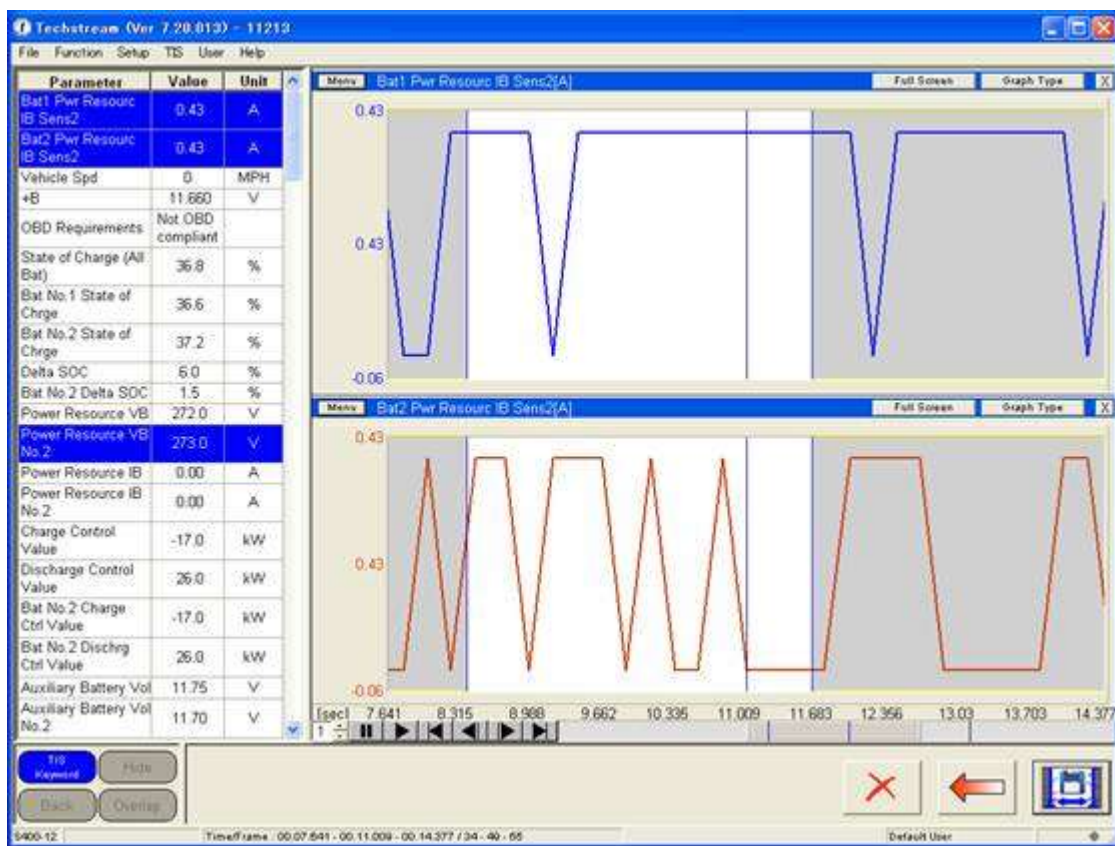 Techstream (Ver 7.20.013) - 11213
File Function Setup TIS User Help
Parameter Value Unit
Bat1 Pwr Resourc
IB Sens2 0.43 A
Bat2 Pwr Resourc
IB Sens2 0.43 A
Vehicle Spd 0 MPH
+B 11.660 V
OBD Requirements Not OBD
compliant
State of Charge (All
Bat) 36.8 %
Bat No.1 State of
Chrge 36.6 %
Bat No.2 State of
Chrge 37.2 %
Delta SOC 6.0 %
Bat No.2 Delta SOC 1.5 %
Power Resource VB 272.0 V
Power Resource VB
No.2 273.0 V
Power Resource IB 0.00 A
Power Resource IB
No.2 0.00 A
Charge Control
Value -17.0 kW
Discharge Control
Value 26.0 kW
Bat No.2 Charge
Ctrl Value -17.0 kW
Bat No.2 Dischrg
Ctrl Value 26.0 kW
Auxiliary Battery Vol 11.75 V
Auxiliary Battery Vol
No.2 11.70 V
Menu Bat1 Pwr Resourc IB Sens2[A] Full Screen Graph Type X
0.43
0.43
-0.06
Menu Bat2 Pwr Resourc IB Sens2[A] Full Screen Graph Type X
0.43
0.43
-0.06
[sec] 7.641 8.315 8.988 9.662 10.335 11.009 11.683 12.356 13.03 13.703 14.377
1
TIS
Keyword
Hide
Back
Overlap
S400-12
Time/Frame : 00:07.641 - 00:11.009 - 00:14.377 / 34 - 49 - 65
Default User